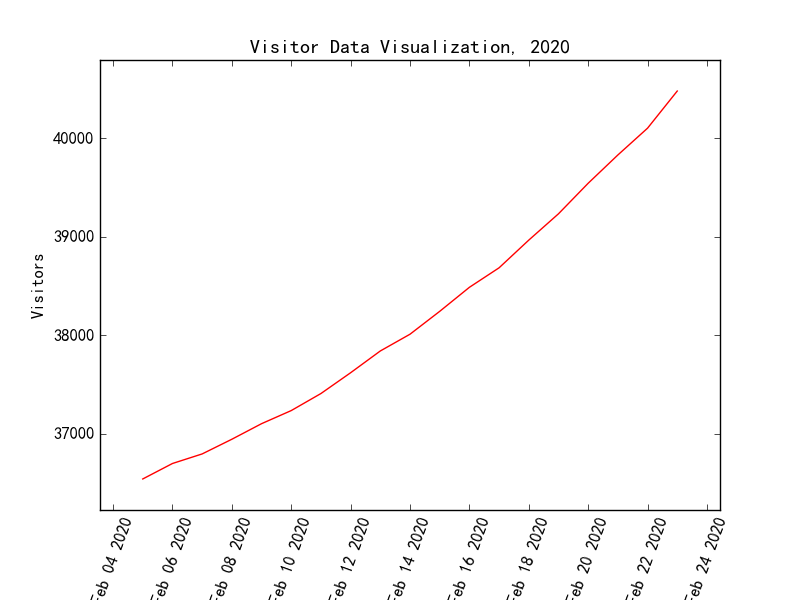 Visitor Data Visualization, 2020
Visitors
40000
39000
38000
37000
Feb 04 2020
Feb 06 2020
Feb 08 2020
Feb 10 2020
Feb 12 2020
Feb 14 2020
Feb 16 2020
Feb 18 2020
Feb 20 2020
Feb 22 2020
Feb 24 2020